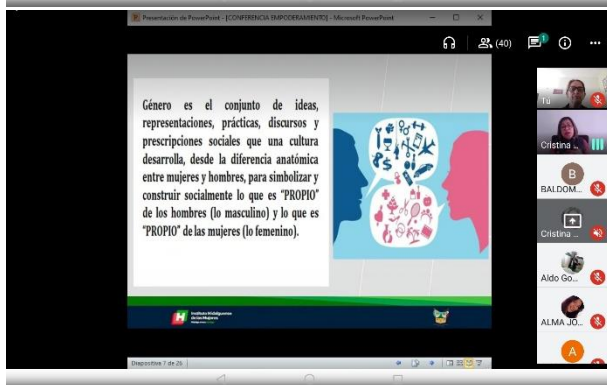 Presentación de PowerPoint - [CONFERENCIA EMPODERAMIENTO] - Microsoft PowerPoint
(40)
1
Género es el conjunto de ideas,
representaciones, prácticas, discursos y
prescripciones sociales que una cultura
desarrolla, desde la diferencia anatómica
entre mujeres y hombres, para simbolizar y
construir socialmente lo que es “PROPIO”
de los hombres (lo masculino) y lo que es
“PROPIO” de las mujeres (lo femenino).
Tú
Cristina ...
B
BALDOM...
Cristina ...
Aldo Go...
ALMA JO...
A
H
Instituto Hidalguense
de las Mujeres
Diapositiva 7 de 26